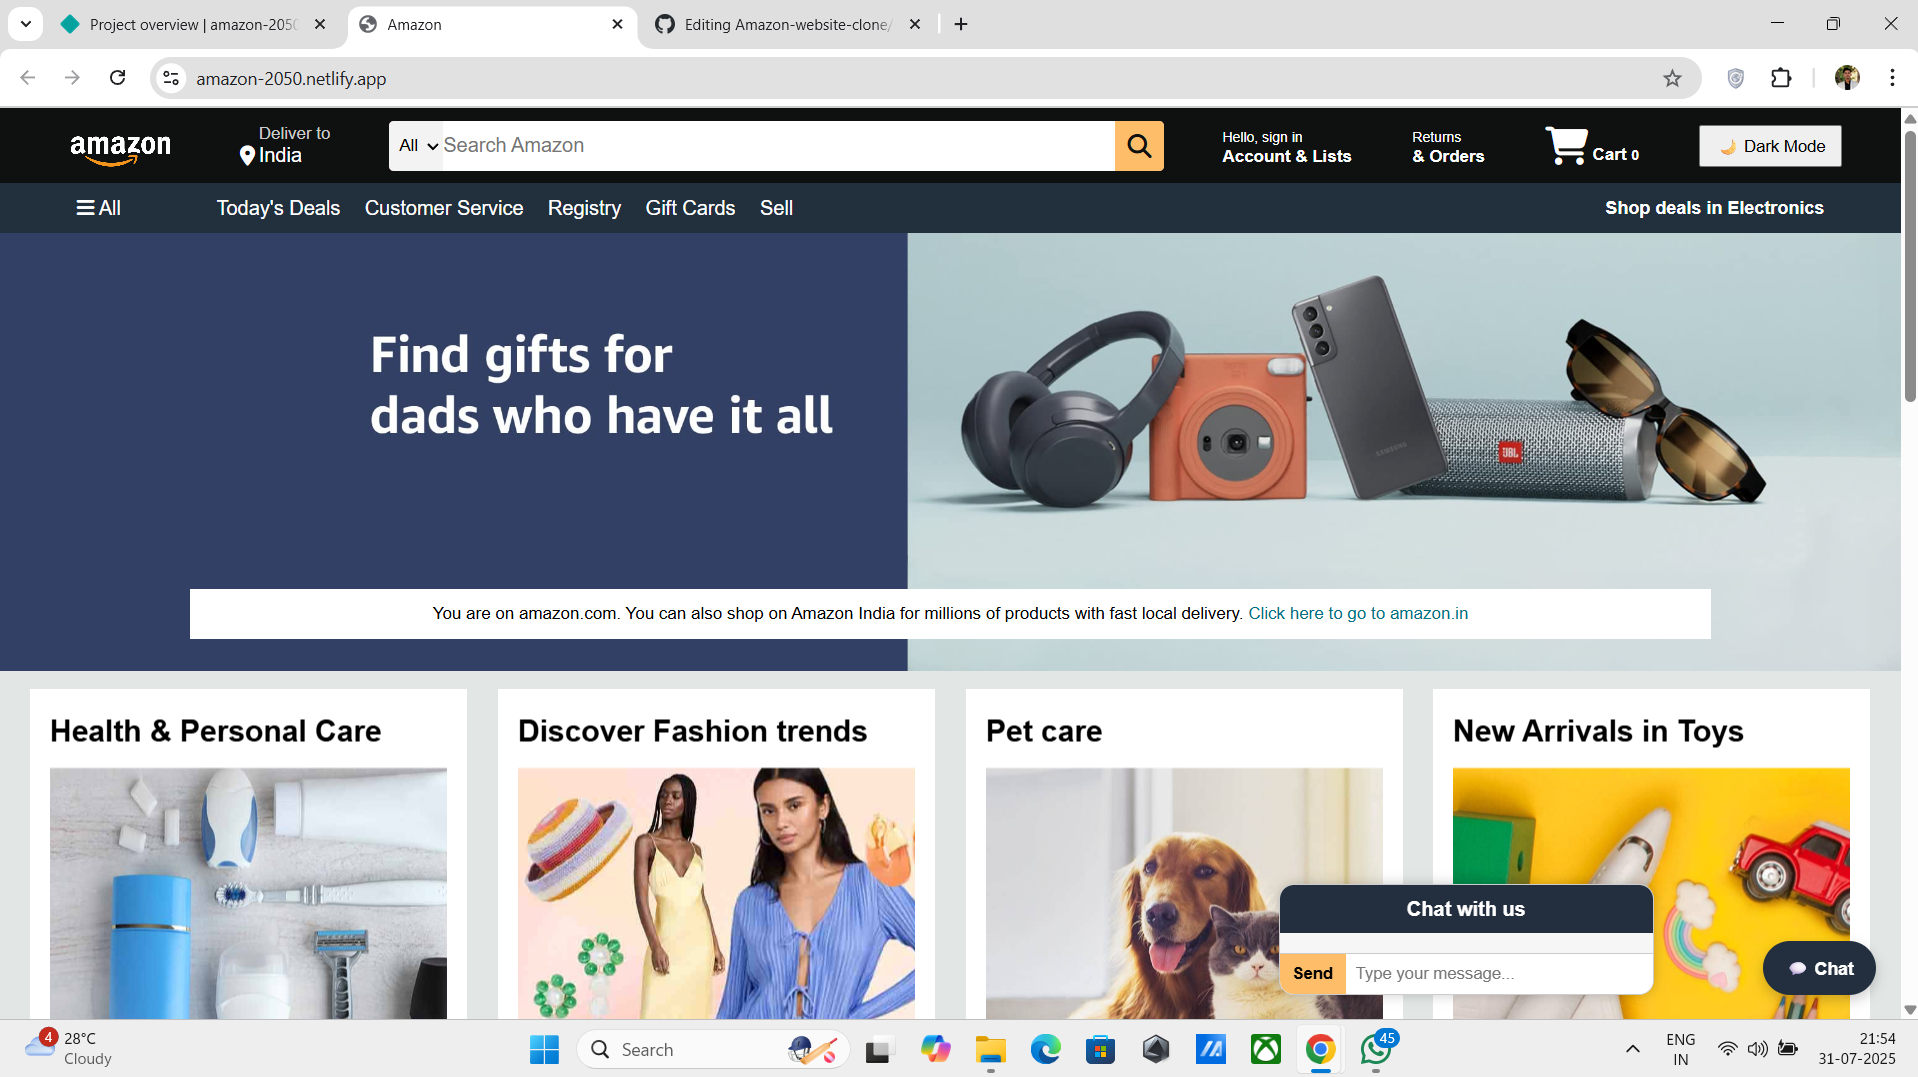 Project overview | amazon-2050
Amazon
Editing Amazon-website-clone/
amazon-2050.netlify.app
amazon
Deliver to
India
All
Search Amazon
Hello, sign in
Account & Lists
Returns
& Orders
Cart 0
Dark Mode
All
Today's Deals
Customer Service
Registry
Gift Cards
Sell
Shop deals in Electronics
Find gifts for
dads who have it all
SAMSUNG
JBL
You are on amazon.com. You can also shop on Amazon India for millions of products with fast local delivery. Click here to go to amazon.in
Health & Personal Care
Discover Fashion trends
Pet care
New Arrivals in Toys
Chat with us
Send
Type your message...
Chat
4
28°C
Cloudy
Search
45
ENG
IN
21:54
31-07-2025